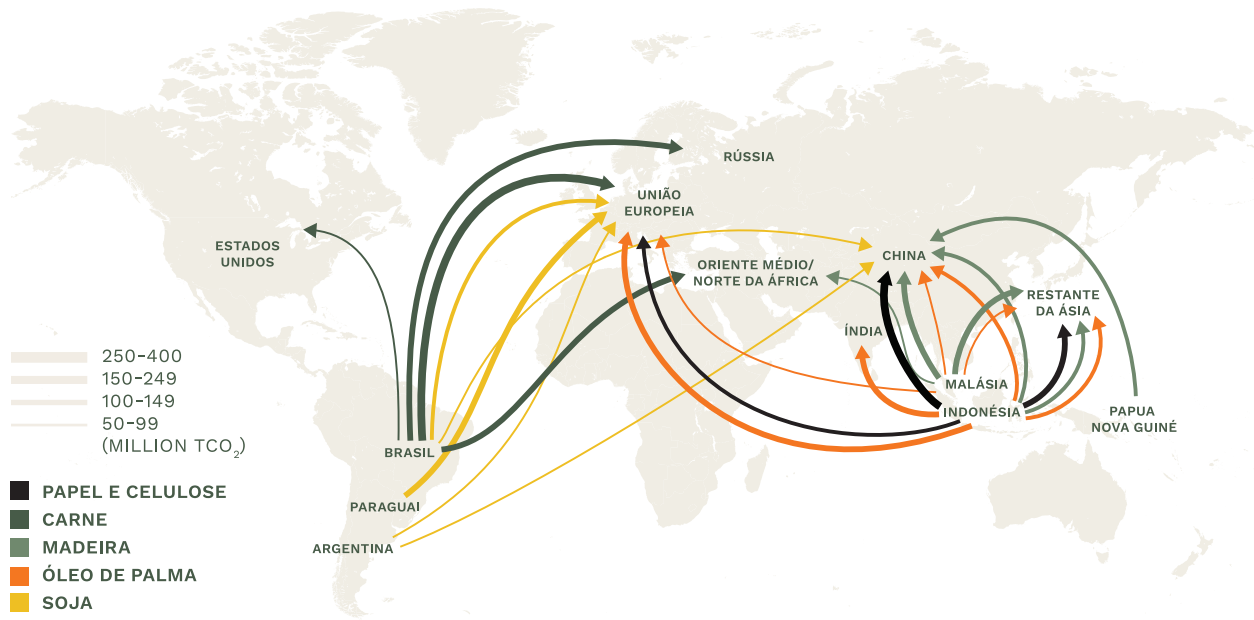 RÚSSIA
UNIÃO
EUROPEIA
ESTADOS
UNIDOS
CHINA
ORIENTE MÉDIO/
NORTE DA ÁFRICA
RESTANTE
DA ÁSIA
ÍNDIA
MALÁSIA
INDONÉSIA
PAPUA
NOVA GUINÉ
BRASIL
PARAGUAI
ARGENTINA
250-400
150-249
100-149
50-99
(MILLION TCO₂)
PAPEL E CELULOSE
CARNE
MADEIRA
ÓLEO DE PALMA
SOJA